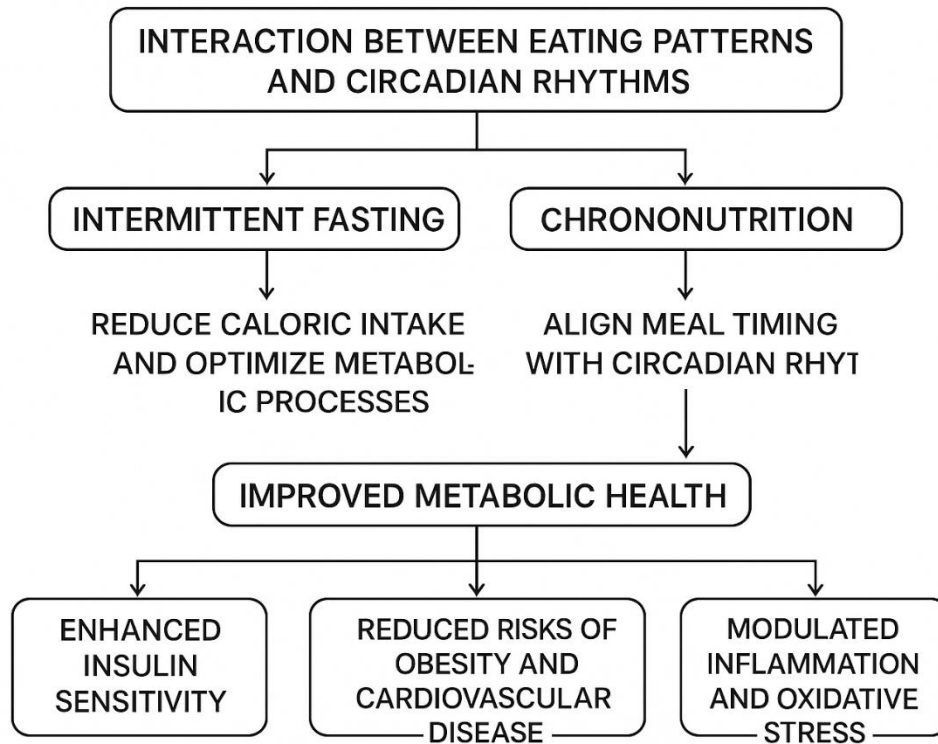 INTERACTION BETWEEN EATING PATTERNS
AND CIRCADIAN RHYTHMS
INTERMITTENT FASTING
CHRONONUTRITION
REDUCE CALORIC INTAKE
AND OPTIMIZE METABOL-
IC PROCESSES
ALIGN MEAL TIMING
WITH CIRCADIAN RHYT
IMPROVED METABOLIC HEALTH
ENHANCED
INSULIN
SENSITIVITY
REDUCED RISKS OF
OBESITY AND
CARDIOVASCULAR
DISEASE
MODULATED
INFLAMMATION
AND OXIDATIVE
STRESS